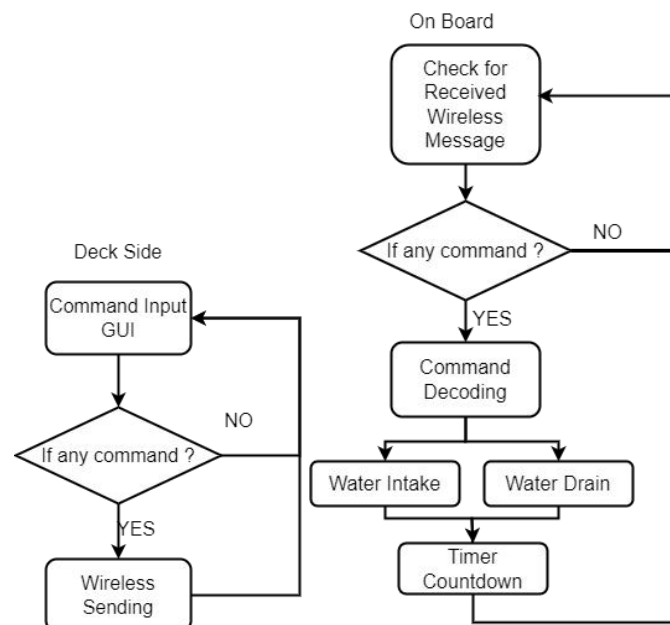 On Board
Check for
Received
Wireless
Message
If any command ?
NO
YES
Command
Decoding
Water Intake
Water Drain
Timer
Countdown
Deck Side
Command Input
GUI
If any command ?
NO
YES
Wireless
Sending